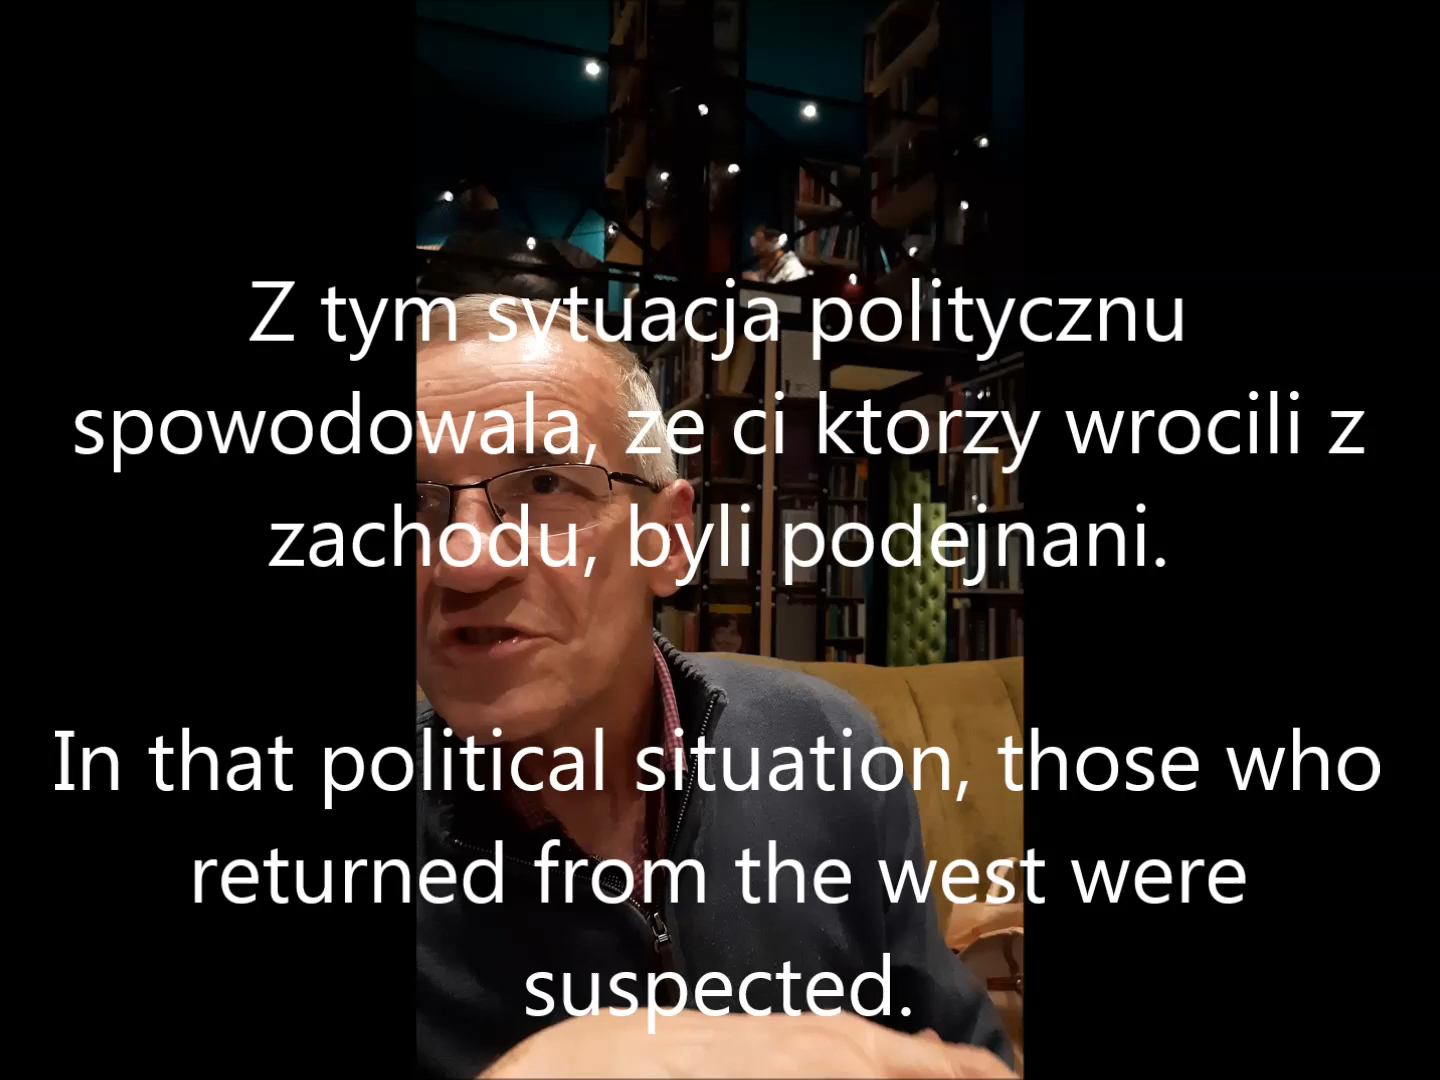 Z tym sytuacja politycznu
spowodowala, ze ci ktorzy wrocili z
zachodu, byli podejnani.
In that political situation, those who
returned from the west were
suspected.